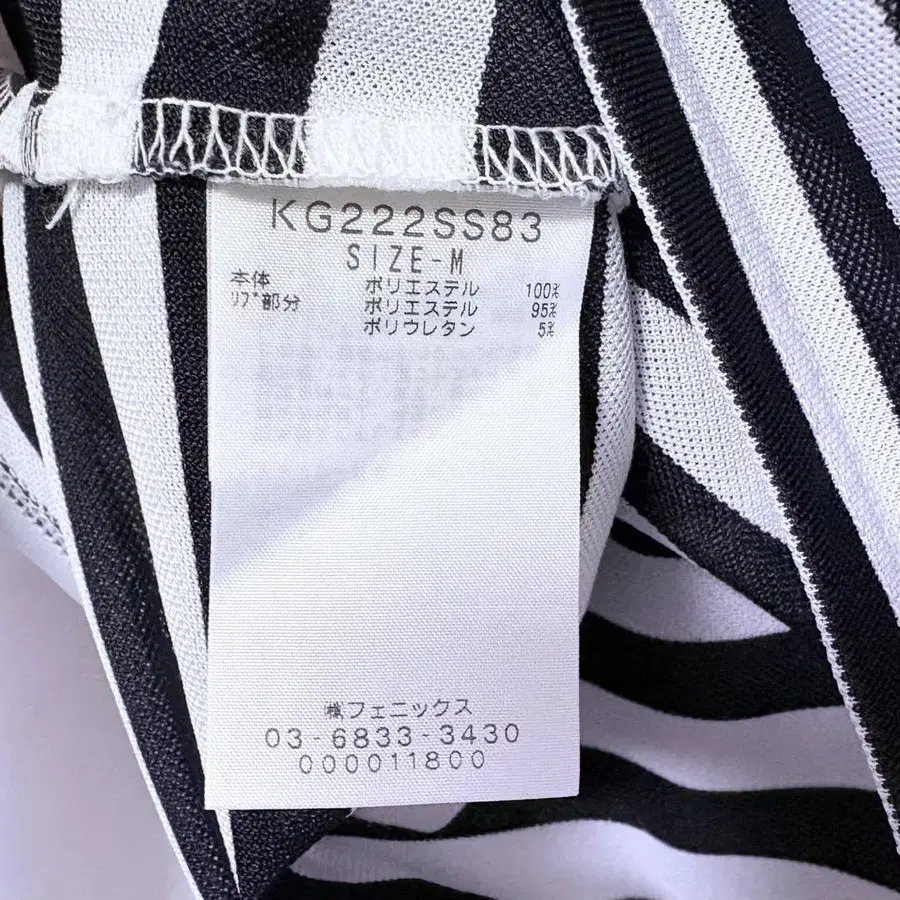 KG222SS83
SIZE-M
本体 ポリエステル 100%
ﾘﾌﾞ部分 ポリエステル 95%
ポリウレタン 5%
㈱フェニックス
03-6833-3430
000011800